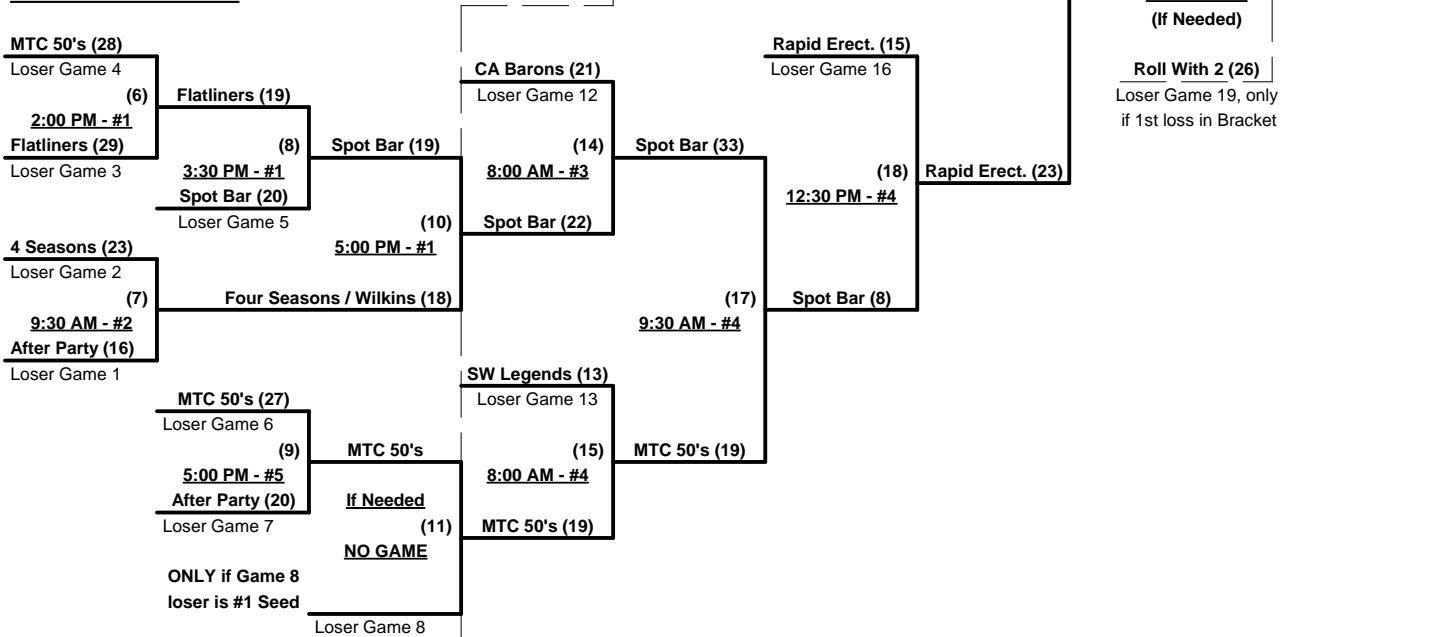 (If Needed)
MTC 50's (28)
Rapid Erect. (15)
Loser Game 4
CA Barons (21)
Loser Game 16
Roll With 2 (26)
(6)
Flatliners (19)
Loser Game 12
Loser Game 19, only
2:00 PM - #1
if 1st loss in Bracket
Flatliners (29)
(8)
Spot Bar (19)
(14)
Spot Bar (33)
Loser Game 3
3:30 PM - #1
8:00 AM - #3
(18)
Rapid Erect. (23)
Spot Bar (20)
12:30 PM - #4
Loser Game 5
(10)
Spot Bar (22)
4 Seasons (23)
5:00 PM - #1
Loser Game 2
(7)
Four Seasons / Wilkins (18)
(17)
Spot Bar (8)
9:30 AM - #2
9:30 AM - #4
After Party (16)
Loser Game 1
SW Legends (13)
MTC 50's (27)
Loser Game 13
Loser Game 6
(9)
MTC 50's
(15)
MTC 50's (19)
5:00 PM - #5
8:00 AM - #4
After Party (20)
If Needed
Loser Game 7
(11)
MTC 50's (19)
NO GAME
ONLY if Game 8
loser is #1 Seed
Loser Game 8